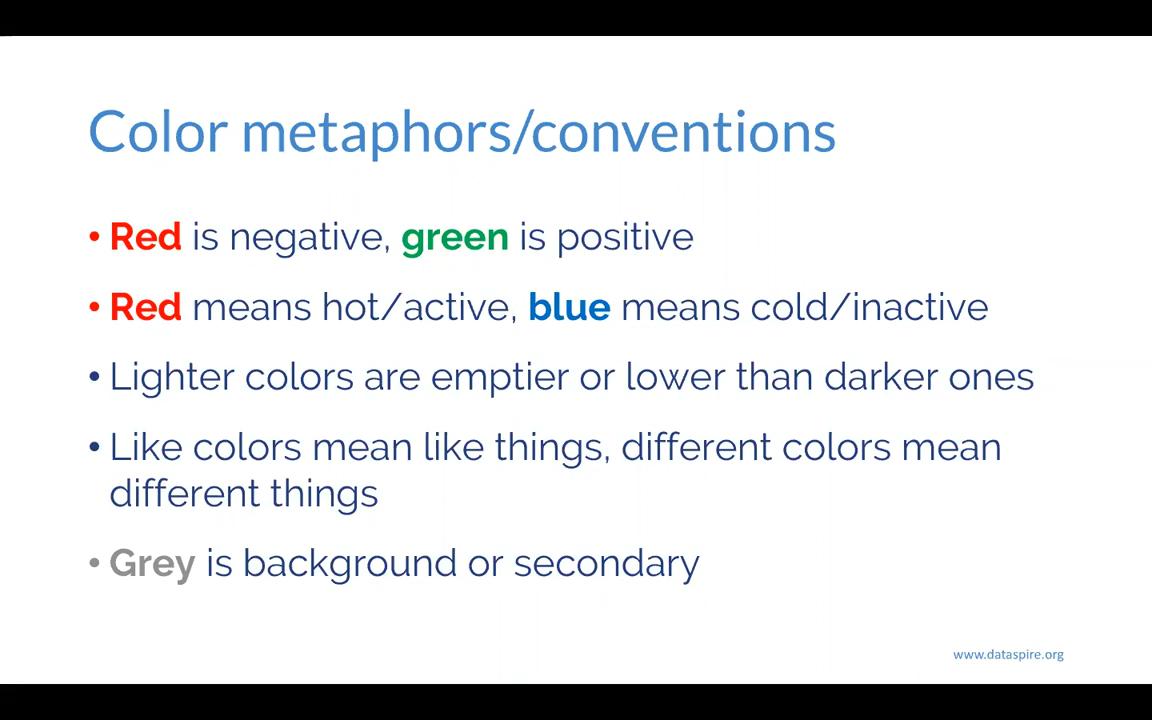 Color metaphors/conventions
• Red is negative, green is positive
• Red means hot/active, blue means cold/inactive
• Lighter colors are emptier or lower than darker ones
• Like colors mean like things, different colors mean
different things
• Grey is background or secondary
www.dataspire.org